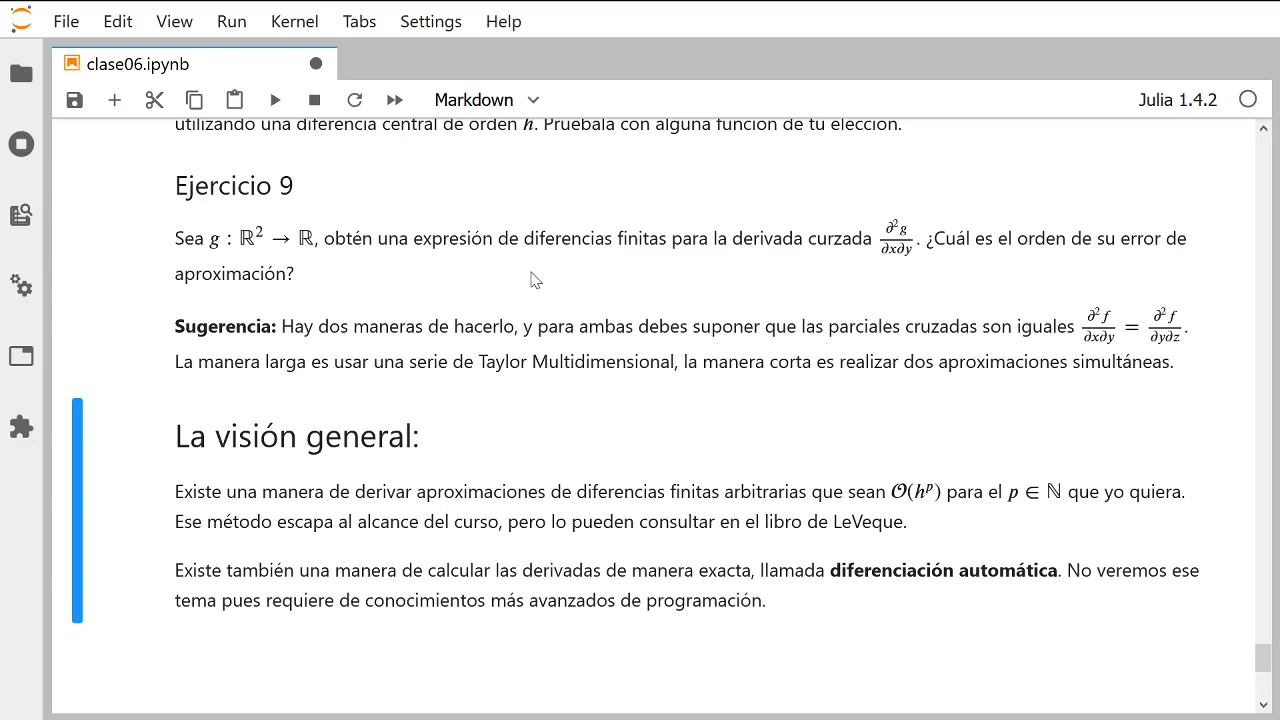 File Edit View Run Kernel Tabs Settings Help
clase06.ipynb
Markdown
Julia 1.4.2
utilizando una diferencia central de orden h. Pruebala con alguna función de tu elección.
Ejercicio 9
Sea g : ℝ² → ℝ, obtén una expresión de diferencias finitas para la derivada curzada ∂²g/∂x∂y. ¿Cuál es el orden de su error de
aproximación?
Sugerencia: Hay dos maneras de hacerlo, y para ambas debes suponer que las parciales cruzadas son iguales ∂²f/∂x∂y = ∂²f/∂y∂z.
La manera larga es usar una serie de Taylor Multidimensional, la manera corta es realizar dos aproximaciones simultáneas.
La visión general:
Existe una manera de derivar aproximaciones de diferencias finitas arbitrarias que sean 𝒪(hᵖ) para el p ∈ ℕ que yo quiera.
Ese método escapa al alcance del curso, pero lo pueden consultar en el libro de LeVeque.
Existe también una manera de calcular las derivadas de manera exacta, llamada diferenciación automática. No veremos ese
tema pues requiere de conocimientos más avanzados de programación.